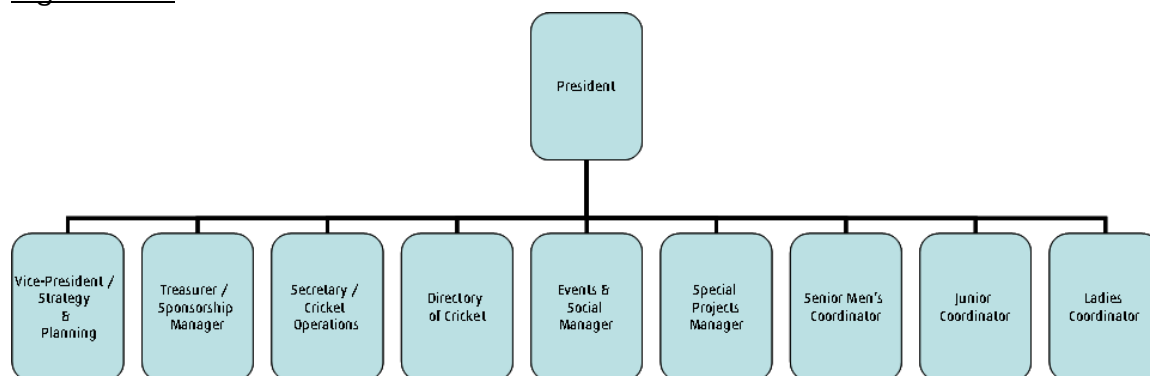 President
Vice-President /
Strategy
&
Planning
Treasurer /
Sponsorship
Manager
Secretary /
Cricket
Operations
Directory
of Cricket
Events &
Social
Manager
Special
Projects
Manager
Senior Men's
Coordinator
Junior
Coordinator
Ladies
Coordinator